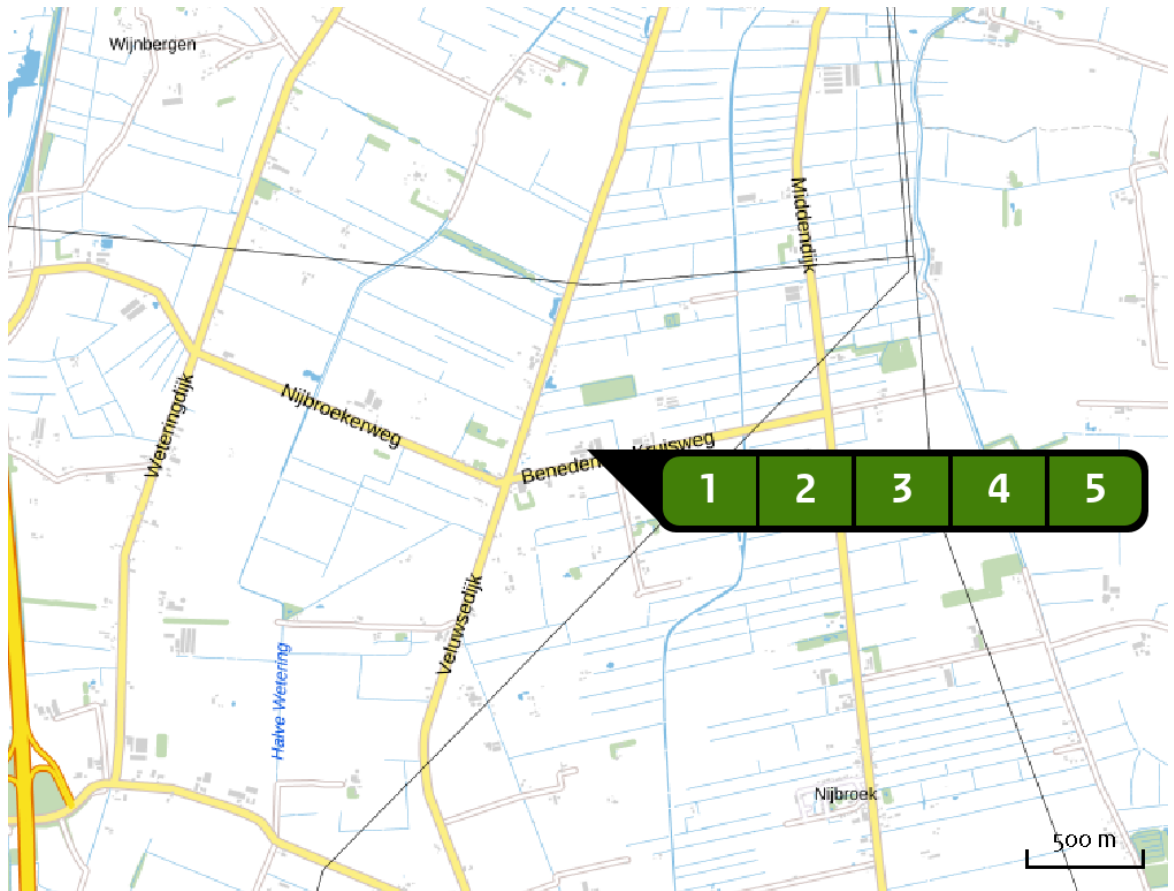 Wijnbergen
Middendijk
Nijbroekerweg
Weteringdijk
Beneden Kruisweg
1 2 3 4 5
Veluwsedijk
Halve Wetering
Nijbroek
500 m